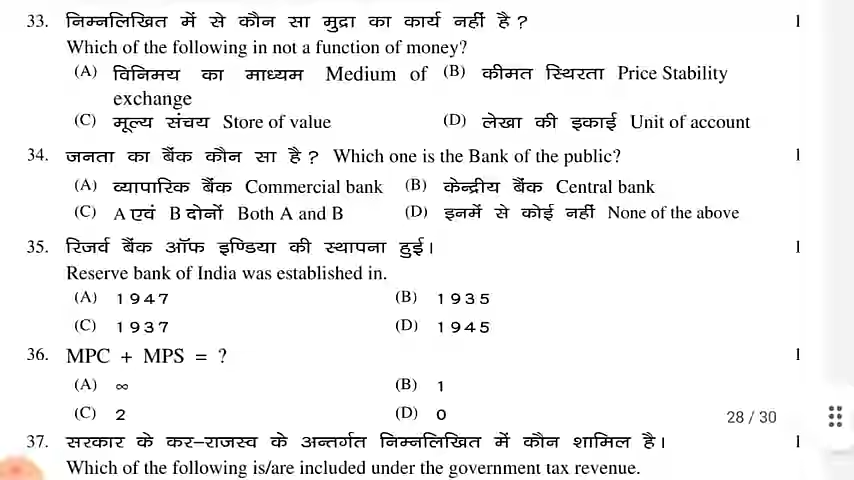 33. निम्नलिखित में से कौन सा मुद्रा का कार्य नहीं है ? 1
Which of the following in not a function of money?
(A) विनिमय का माध्यम Medium of exchange (B) कीमत स्थिरता Price Stability
(C) मूल्य संचय Store of value (D) लेखा की इकाई Unit of account
34. जनता का बैंक कौन सा है ? Which one is the Bank of the public? 1
(A) व्यापारिक बैंक Commercial bank (B) केन्द्रीय बैंक Central bank
(C) A एवं B दोनों Both A and B (D) इनमें से कोई नहीं None of the above
35. रिजर्व बैंक ऑफ इण्डिया की स्थापना हुई। 1
Reserve bank of India was established in.
(A) 1947 (B) 1935
(C) 1937 (D) 1945
36. MPC + MPS = ? 1
(A) ∞ (B) 1
(C) 2 (D) 0
28 / 30
37. सरकार के कर–राजस्व के अन्तर्गत निम्नलिखित में कौन शामिल है। 1
Which of the following is/are included under the government tax revenue.